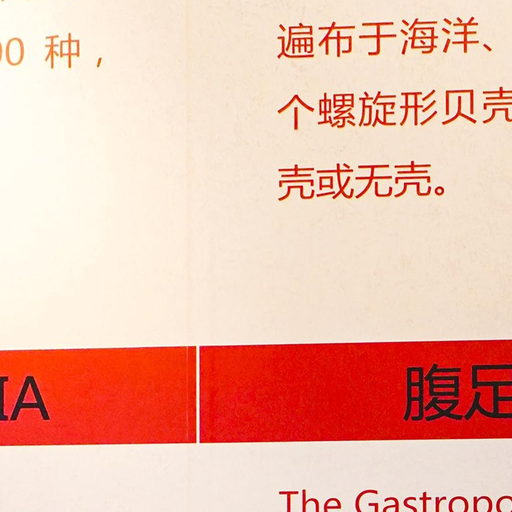 00 种，
遍布于海洋、
个螺旋形贝壳
壳或无壳。
IA
腹足
The Gastropo